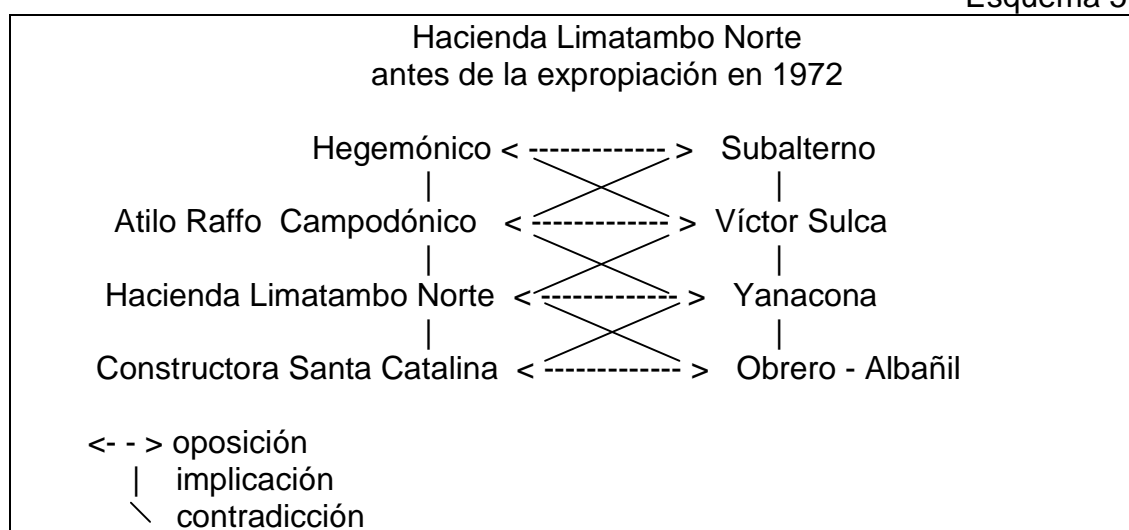 Esquema 5
Hacienda Limatambo Norte
antes de la expropiación en 1972
Hegemónico < ------------- > Subalterno
| |
Atilo Raffo Campodónico < ------------- > Víctor Sulca
| |
Hacienda Limatambo Norte < ------------- > Yanacona
| |
Constructora Santa Catalina < ------------- > Obrero - Albañil
<- - > oposición
| implicación
\ contradicción